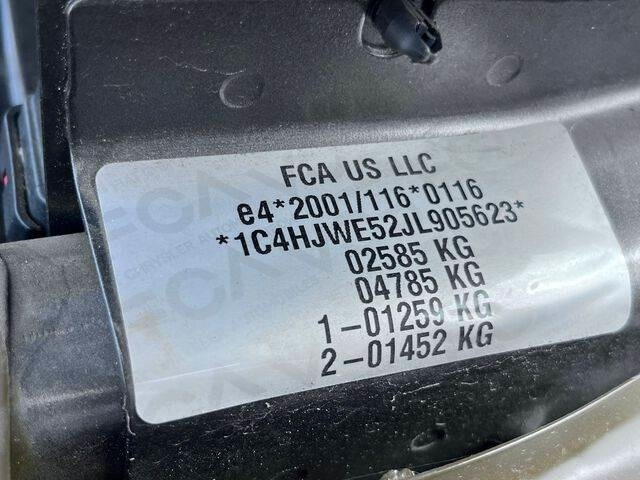 FCA US LLC
e4*2001/116*0116
*1C4HJWE52JL905623*
02585 KG
04785 KG
1-01259 KG
2-01452 KG